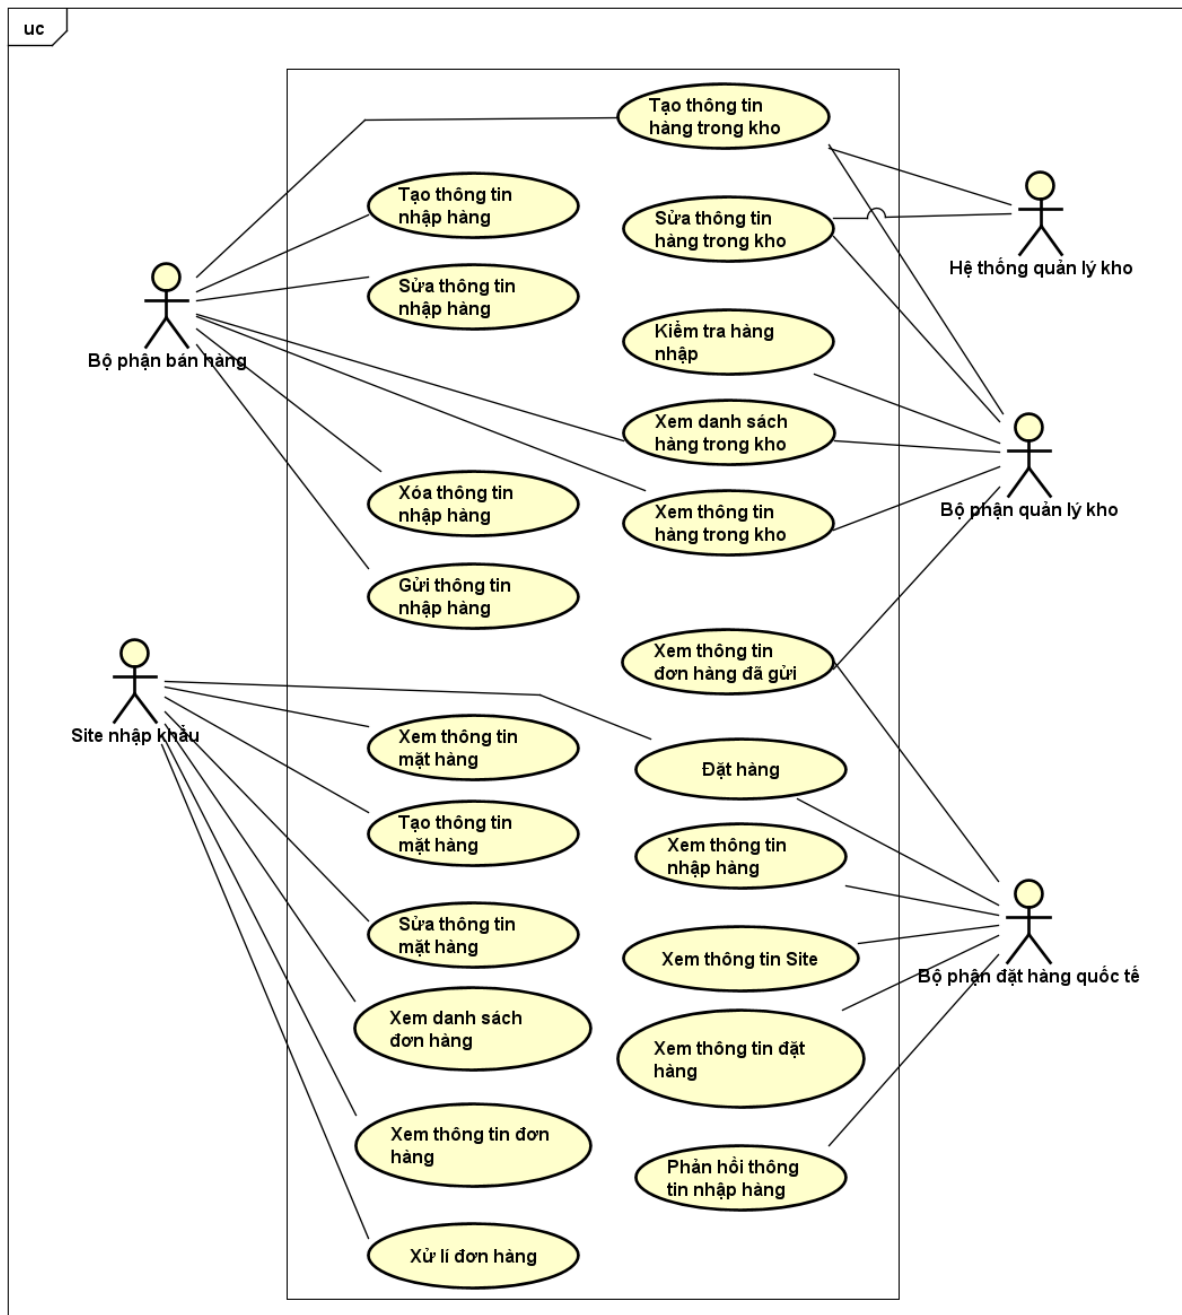 uc
Tạo thông tin
hàng trong kho
Tạo thông tin
nhập hàng
Sửa thông tin
hàng trong kho
Hệ thống quản lý kho
Sửa thông tin
nhập hàng
Bộ phận bán hàng
Kiểm tra hàng
nhập
Xem danh sách
hàng trong kho
Xóa thông tin
nhập hàng
Xem thông tin
hàng trong kho
Bộ phận quản lý kho
Gửi thông tin
nhập hàng
Xem thông tin
đơn hàng đã gửi
Site nhập khẩu
Xem thông tin
mặt hàng
Đặt hàng
Tạo thông tin
mặt hàng
Xem thông tin
nhập hàng
Sửa thông tin
mặt hàng
Xem thông tin Site
Bộ phận đặt hàng quốc tế
Xem danh sách
đơn hàng
Xem thông tin đặt
hàng
Xem thông tin đơn
hàng
Phản hồi thông
tin nhập hàng
Xử lí đơn hàng